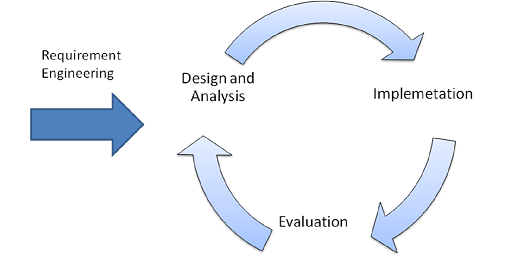 Requirement
Engineering
Design and
Analysis
Implemetation
Evaluation